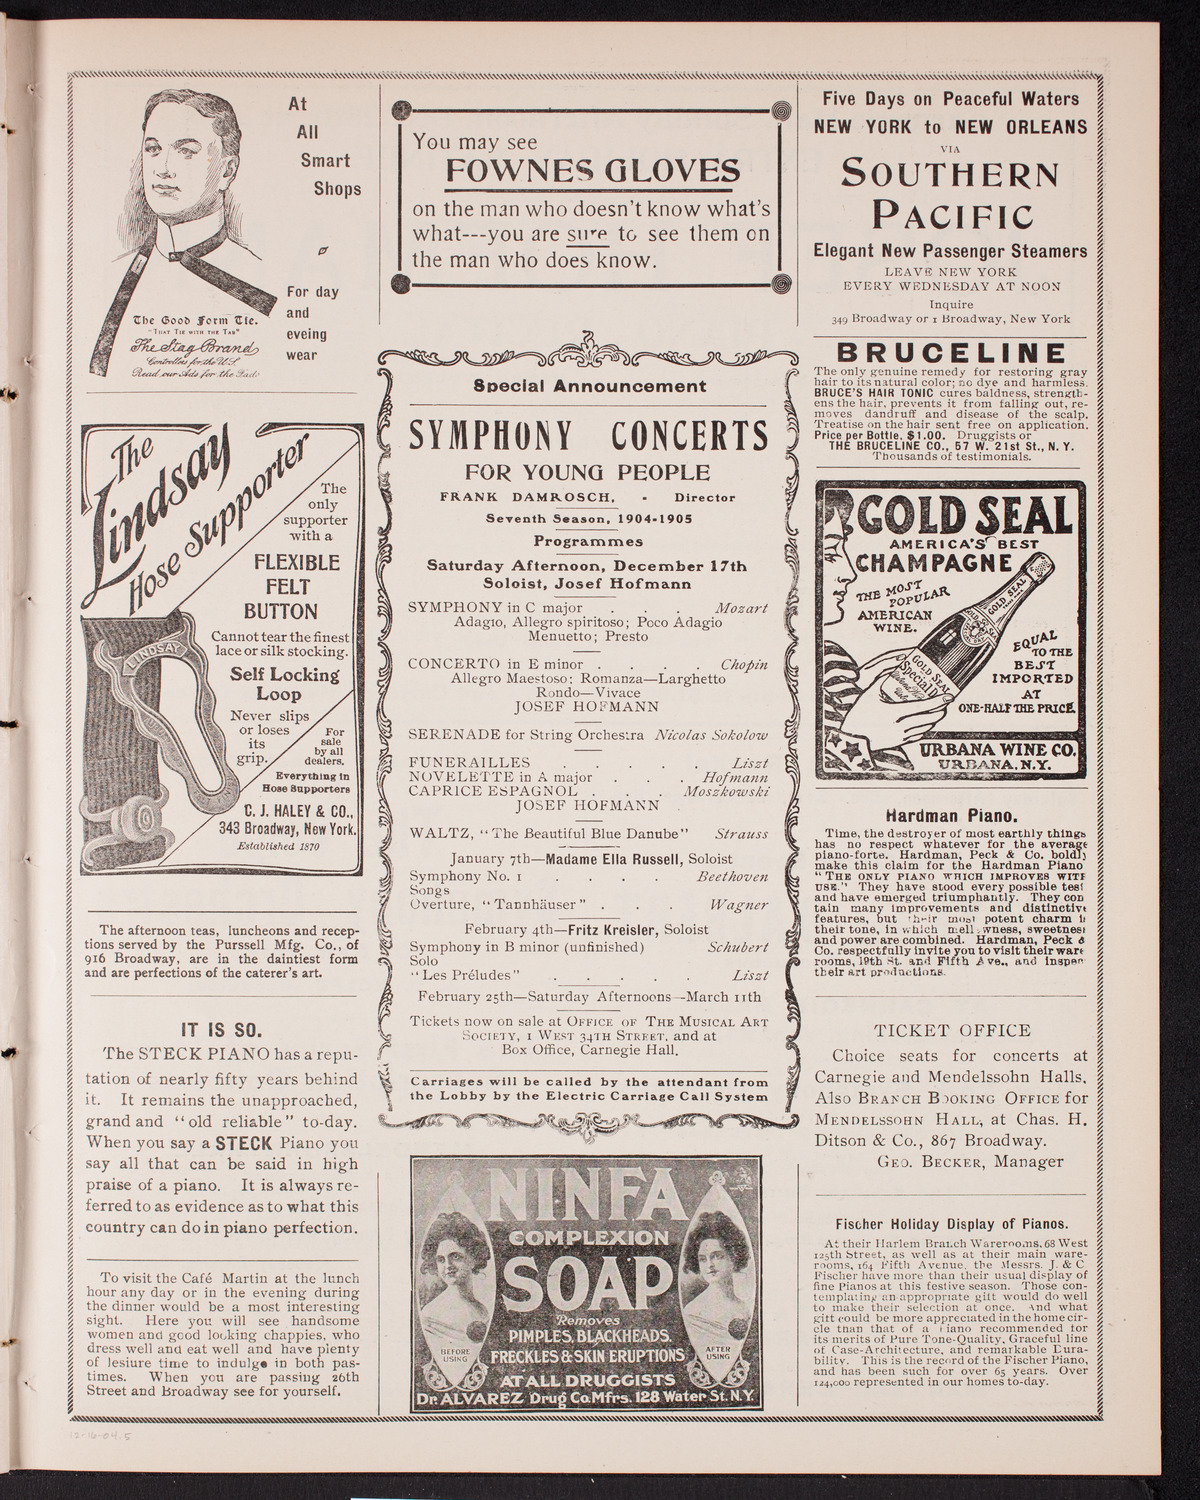 At
All
Smart
Shops
For day
and
eveing
wear
The Good Form Tie.
"That Tie with the Tab"
The Stag Brand
Controllers for the U.S.
Read our Ads for the Fads
The
Lindsay
Hose Supporter
The
only
supporter
with a
FLEXIBLE
FELT
BUTTON
Cannot tear the finest
lace or silk stocking.
Self Locking
Loop
Never slips
or loses
its
grip.
For
sale
by all
dealers.
Everything in
Hose Supporters
LINDSAY
C. J. HALEY & CO.,
343 Broadway, New York.
Established 1870
The afternoon teas, luncheons and recep-
tions served by the Purssell Mfg. Co., of
916 Broadway, are in the daintiest form
and are perfections of the caterer's art.
IT IS SO.
The STECK PIANO has a repu-
tation of nearly fifty years behind
it. It remains the unapproached,
grand and "old reliable" to-day.
When you say a STECK Piano you
say all that can be said in high
praise of a piano. It is always re-
ferred to as evidence as to what this
country can do in piano perfection.
To visit the Café Martin at the lunch
hour any day or in the evening during
the dinner would be a most interesting
sight. Here you will see handsome
women and good looking chappies, who
dress well and eat well and have plenty
of lesiure time to indulge in both pas-
times. When you are passing 26th
Street and Broadway see for yourself.
You may see
FOWNES GLOVES
on the man who doesn't know what's
what---you are sure to see them on
the man who does know.
Special Announcement
SYMPHONY CONCERTS
FOR YOUNG PEOPLE
FRANK DAMROSCH, - Director
Seventh Season, 1904-1905
Programmes
Saturday Afternoon, December 17th
Soloist, Josef Hofmann
SYMPHONY in C major . . . Mozart
Adagio, Allegro spiritoso; Poco Adagio
Menuetto; Presto
CONCERTO in E minor . . . . Chopin
Allegro Maestoso; Romanza—Larghetto
Rondo—Vivace
JOSEF HOFMANN
SERENADE for String Orchestra Nicolas Sokolow
FUNERAILLES . . . . . Liszt
NOVELETTE in A major . . . Hofmann
CAPRICE ESPAGNOL . . . Moszkowski
JOSEF HOFMANN
WALTZ, "The Beautiful Blue Danube" Strauss
January 7th—Madame Ella Russell, Soloist
Symphony No. 1 . . . . Beethoven
Songs
Overture, "Tannhäuser" . . . Wagner
February 4th—Fritz Kreisler, Soloist
Symphony in B minor (unfinished) Schubert
Solo
"Les Préludes" . . . . Liszt
February 25th—Saturday Afternoons—March 11th
Tickets now on sale at Office of The Musical Art
Society, 1 West 34th Street, and at
Box Office, Carnegie Hall.
Carriages will be called by the attendant from
the Lobby by the Electric Carriage Call System
NINFA
COMPLEXION
SOAP
Removes
PIMPLES, BLACKHEADS,
FRECKLES & SKIN ERUPTIONS
AT ALL DRUGGISTS
BEFORE
USING
AFTER
USING
Dr. ALVAREZ Drug Co. Mfrs. 128 Water St. N.Y.
Five Days on Peaceful Waters
NEW YORK to NEW ORLEANS
VIA
SOUTHERN
PACIFIC
Elegant New Passenger Steamers
LEAVE NEW YORK
EVERY WEDNESDAY AT NOON
Inquire
349 Broadway or 1 Broadway, New York
BRUCELINE
The only genuine remedy for restoring gray
hair to its natural color; no dye and harmless.
BRUCE'S HAIR TONIC cures baldness, strength-
ens the hair, prevents it from falling out, re-
moves dandruff and disease of the scalp.
Treatise on the hair sent free on application.
Price per Bottle, $1.00. Druggists or
THE BRUCELINE CO., 57 W. 21st St., N. Y.
Thousands of testimonials.
GOLD SEAL
AMERICA'S BEST
CHAMPAGNE
THE MOST
POPULAR
AMERICAN
WINE.
GOLD SEAL
GOLD SEAL
Special Dry
EQUAL
TO THE
BEST
IMPORTED
AT
ONE-HALF THE PRICE.
URBANA WINE CO.
URBANA, N.Y.
Hardman Piano.
Time, the destroyer of most earthly things
has no respect whatever for the average
piano-forte. Hardman, Peck & Co. boldly
make this claim for the Hardman Piano
"THE ONLY PIANO WHICH IMPROVES WITH
USE." They have stood every possible test
and have emerged triumphantly. They con
tain many improvements and distinctive
features, but their most potent charm is
their tone, in which mellowness, sweetness
and power are combined. Hardman, Peck &
Co. respectfully invite you to visit their ware
rooms, 19th St. and Fifth Ave., and inspect
their art productions.
TICKET OFFICE
Choice seats for concerts at
Carnegie and Mendelssohn Halls.
Also Branch Booking Office for
Mendelssohn Hall, at Chas. H.
Ditson & Co., 867 Broadway.
Geo. Becker, Manager
Fischer Holiday Display of Pianos.
At their Harlem Branch Warerooms, 68 West
125th Street, as well as at their main ware-
rooms, 164 Fifth Avenue, the Messrs. J. & C.
Fischer have more than their usual display of
fine Pianos at this festive season. Those con-
templating an appropriate gift would do well
to make their selection at once. And what
gift could be more appreciated in the home cir-
cle than that of a Piano recommended for
its merits of Pure Tone-Quality, Graceful line
of Case-Architecture, and remarkable Dura-
bility. This is the record of the Fischer Piano,
and has been such for over 65 years. Over
124,000 represented in our homes to-day.
12-16-04.5